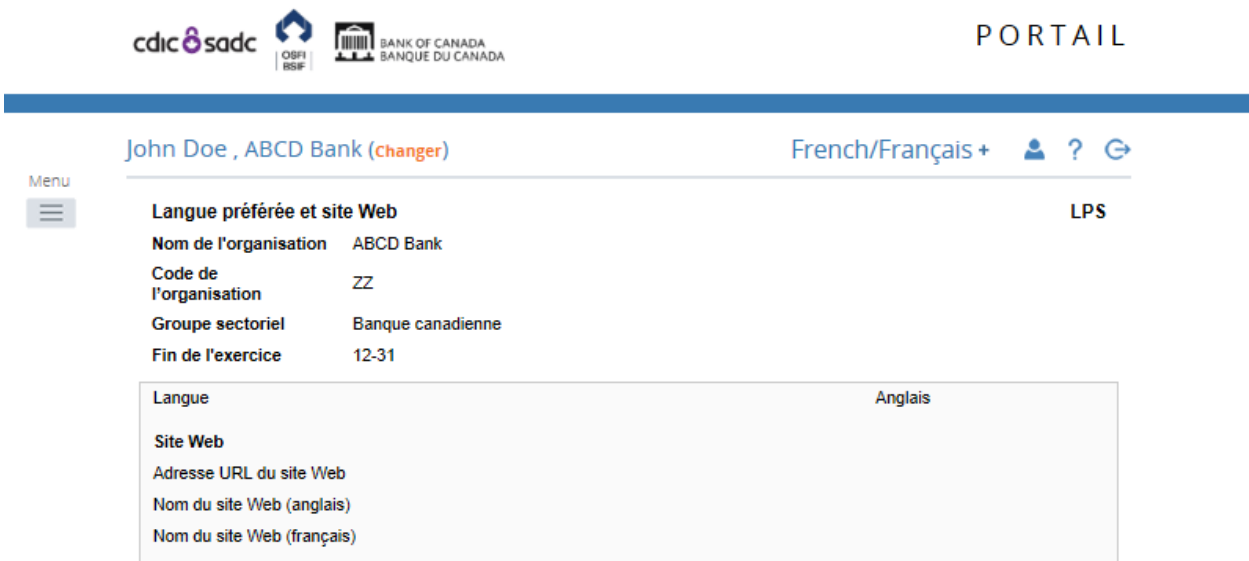 cdic sadc
OSFI
BSIF
BANK OF CANADA
BANQUE DU CANADA
PORTAIL
John Doe , ABCD Bank (Changer)
French/Français +
?
Menu
Langue préférée et site Web
LPS
Nom de l'organisation ABCD Bank
Code de
l'organisation
ZZ
Groupe sectoriel Banque canadienne
Fin de l'exercice 12-31
Langue Anglais
Site Web
Adresse URL du site Web
Nom du site Web (anglais)
Nom du site Web (français)